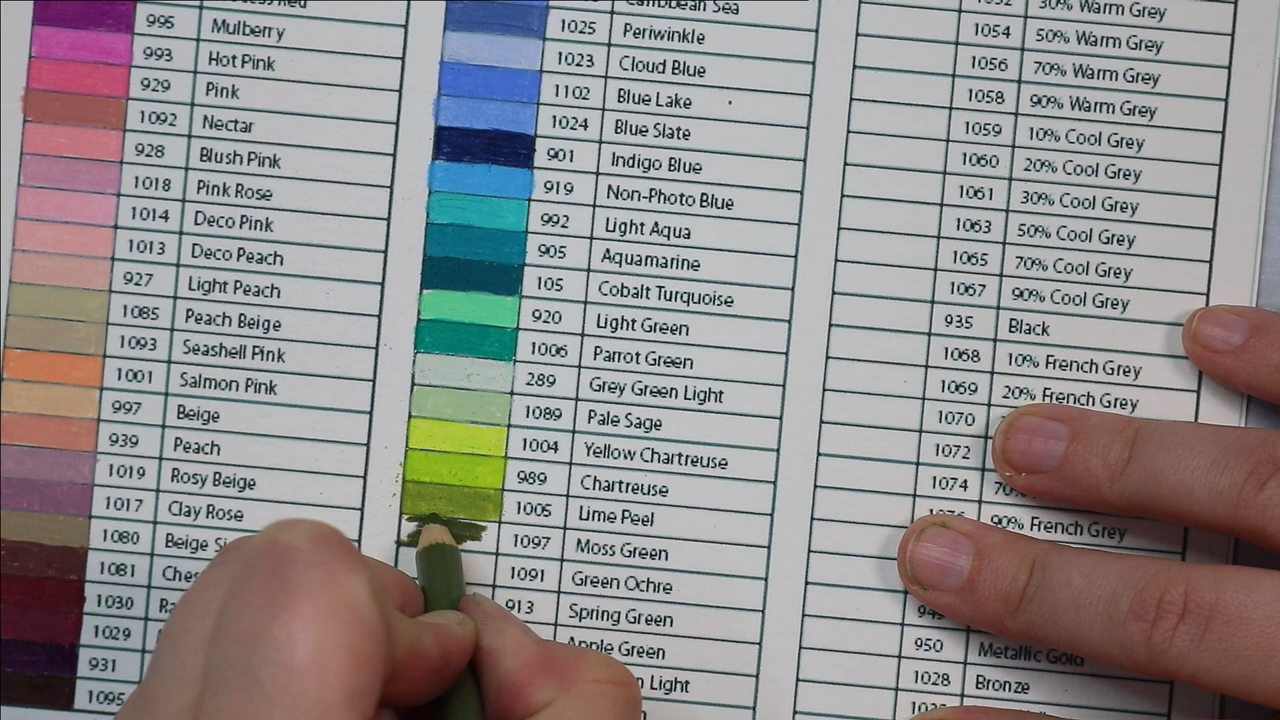 995 Mulberry
993 Hot Pink
929 Pink
1092 Nectar
928 Blush Pink
1018 Pink Rose
1014 Deco Pink
1013 Deco Peach
927 Light Peach
1085 Peach Beige
1093 Seashell Pink
1001 Salmon Pink
997 Beige
939 Peach
1019 Rosy Beige
1017 Clay Rose
1080 Beige
1081
1030
1029
931
1095
Caribbean Sea
1025 Periwinkle
1023 Cloud Blue
1102 Blue Lake
1024 Blue Slate
901 Indigo Blue
919 Non-Photo Blue
992 Light Aqua
905 Aquamarine
105 Cobalt Turquoise
920 Light Green
1006 Parrot Green
289 Grey Green Light
1089 Pale Sage
1004 Yellow Chartreuse
989 Chartreuse
1005 Lime Peel
1097 Moss Green
1091 Green Ochre
913 Spring Green
Apple Green
Light
30% Warm Grey
1054 50% Warm Grey
1056 70% Warm Grey
1058 90% Warm Grey
1059 10% Cool Grey
1060 20% Cool Grey
1061 30% Cool Grey
1063 50% Cool Grey
1065 70% Cool Grey
1067 90% Cool Grey
935 Black
1068 10% French Grey
1069 20% French Grey
1070
1072
1074
90% French Grey
950 Metallic Gold
1028 Bronze